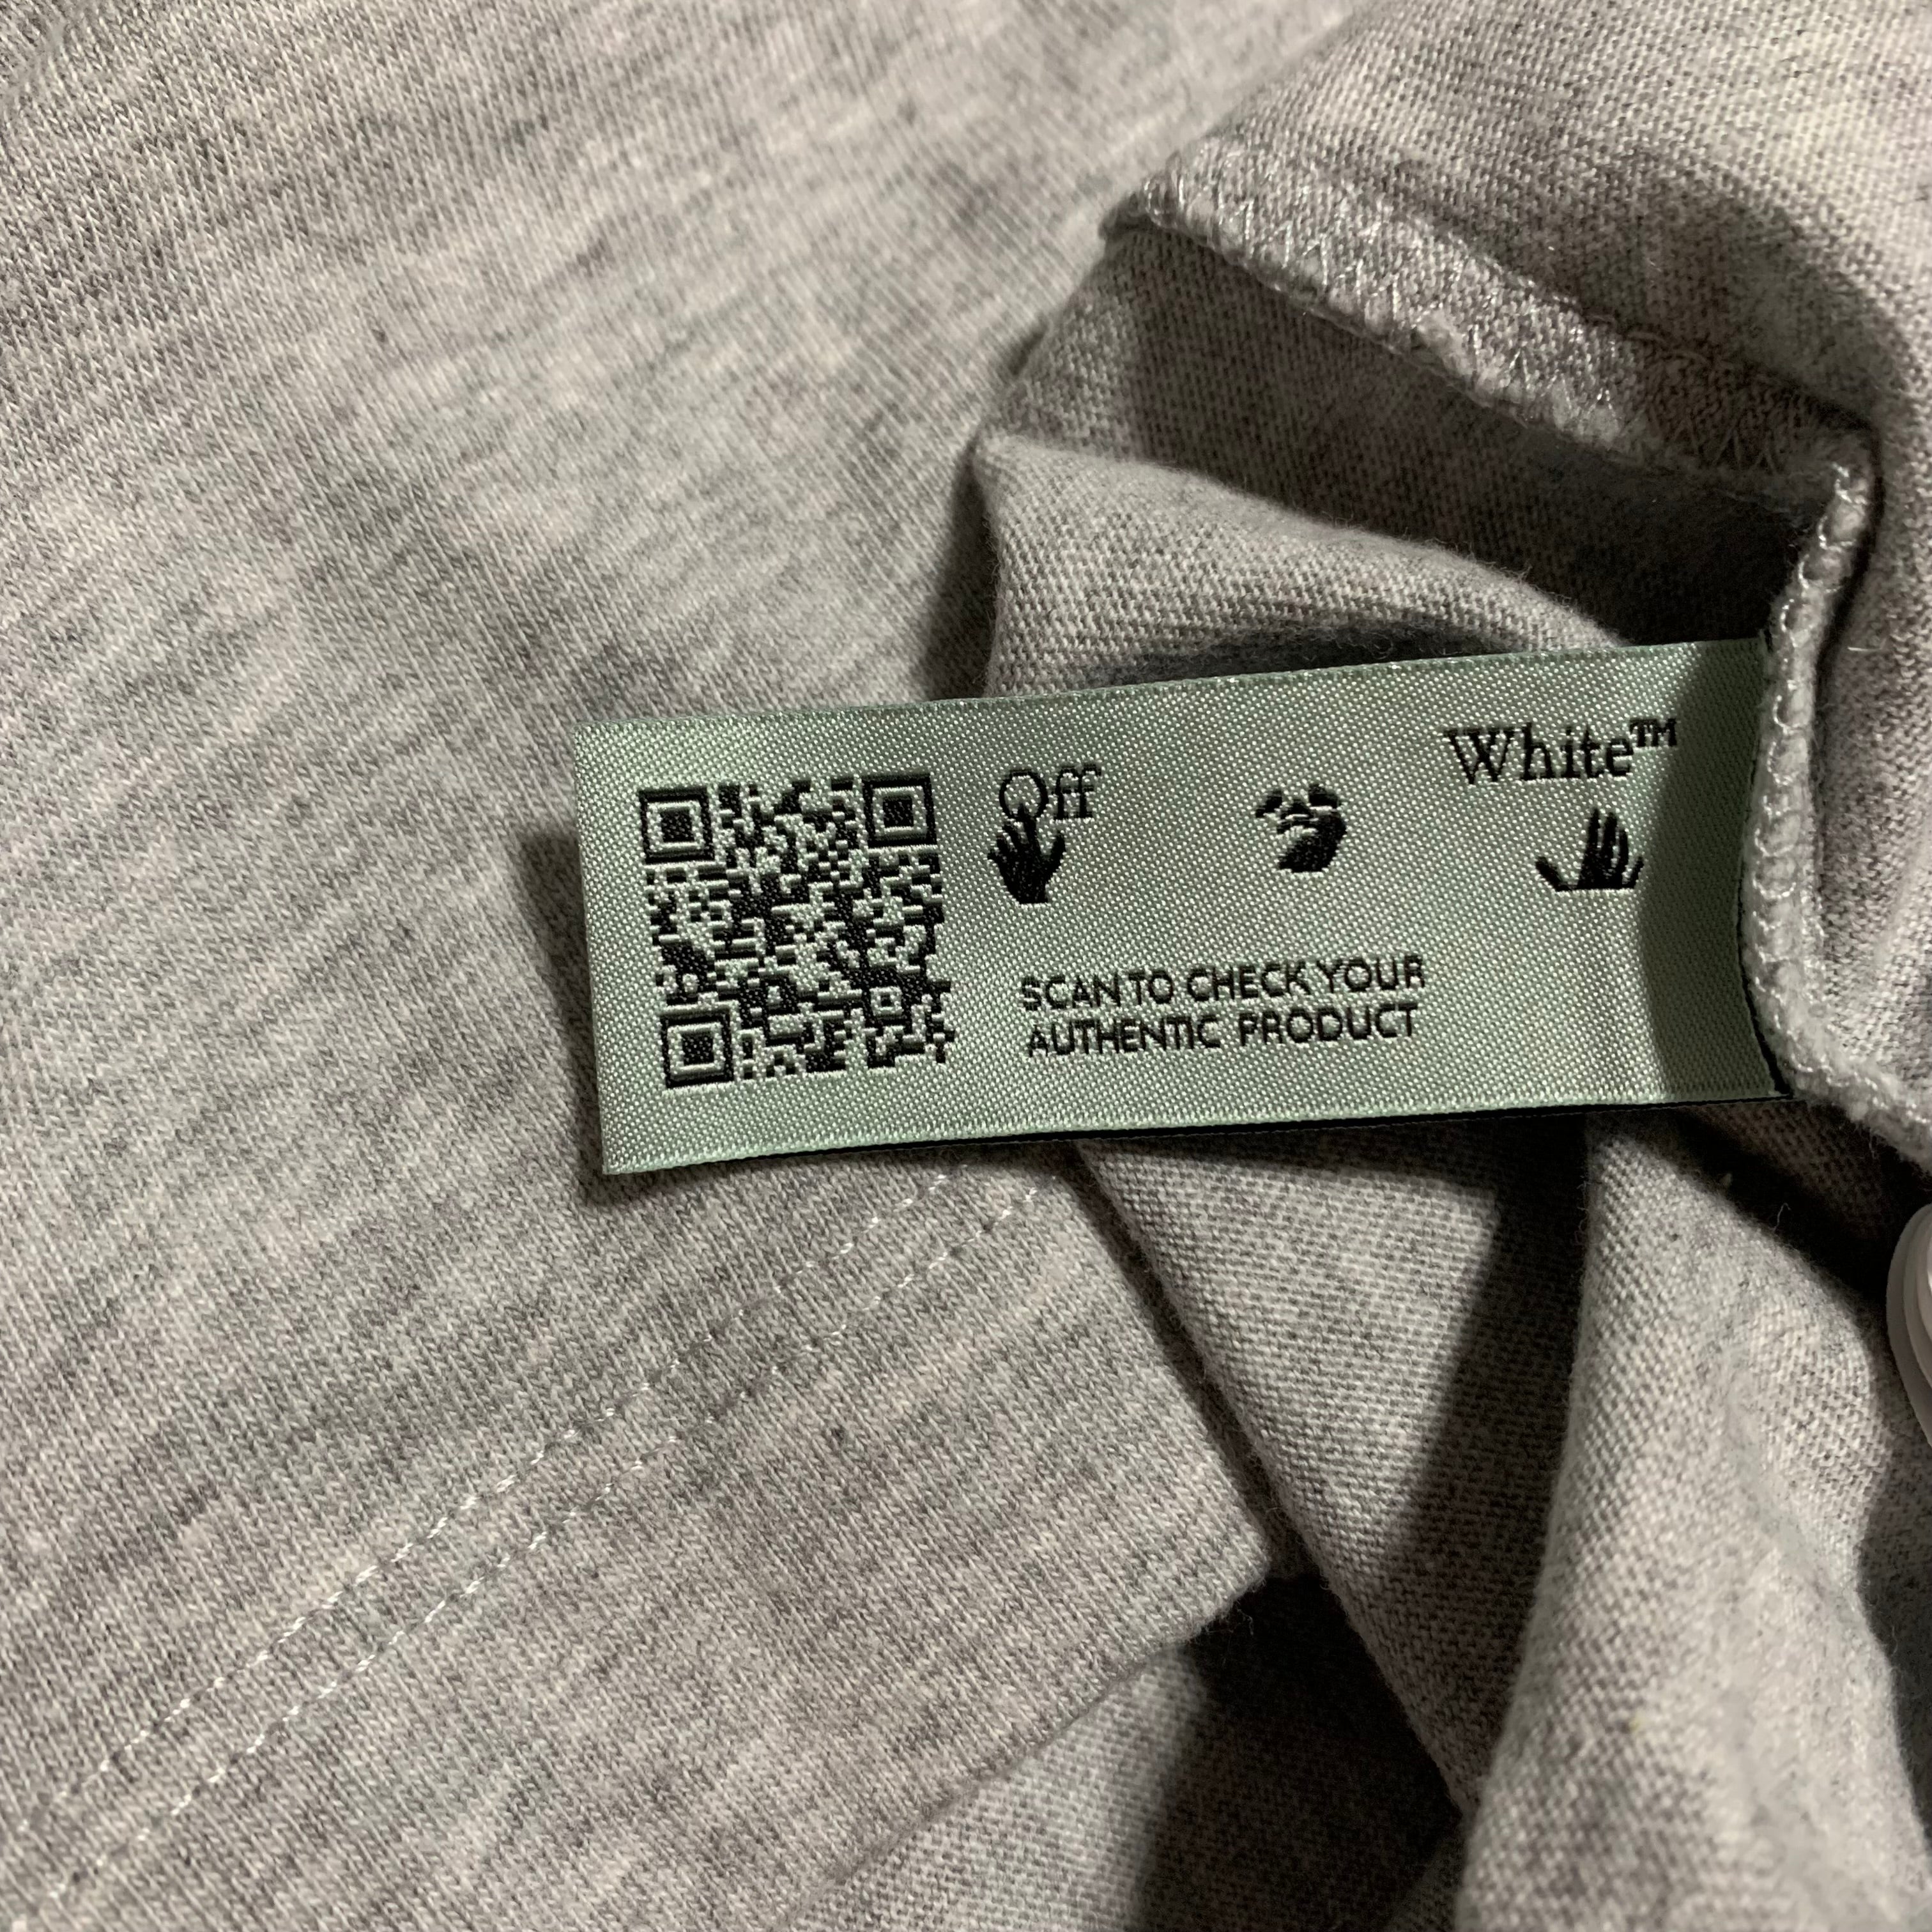 Off White™
SCAN TO CHECK YOUR
AUTHENTIC PRODUCT